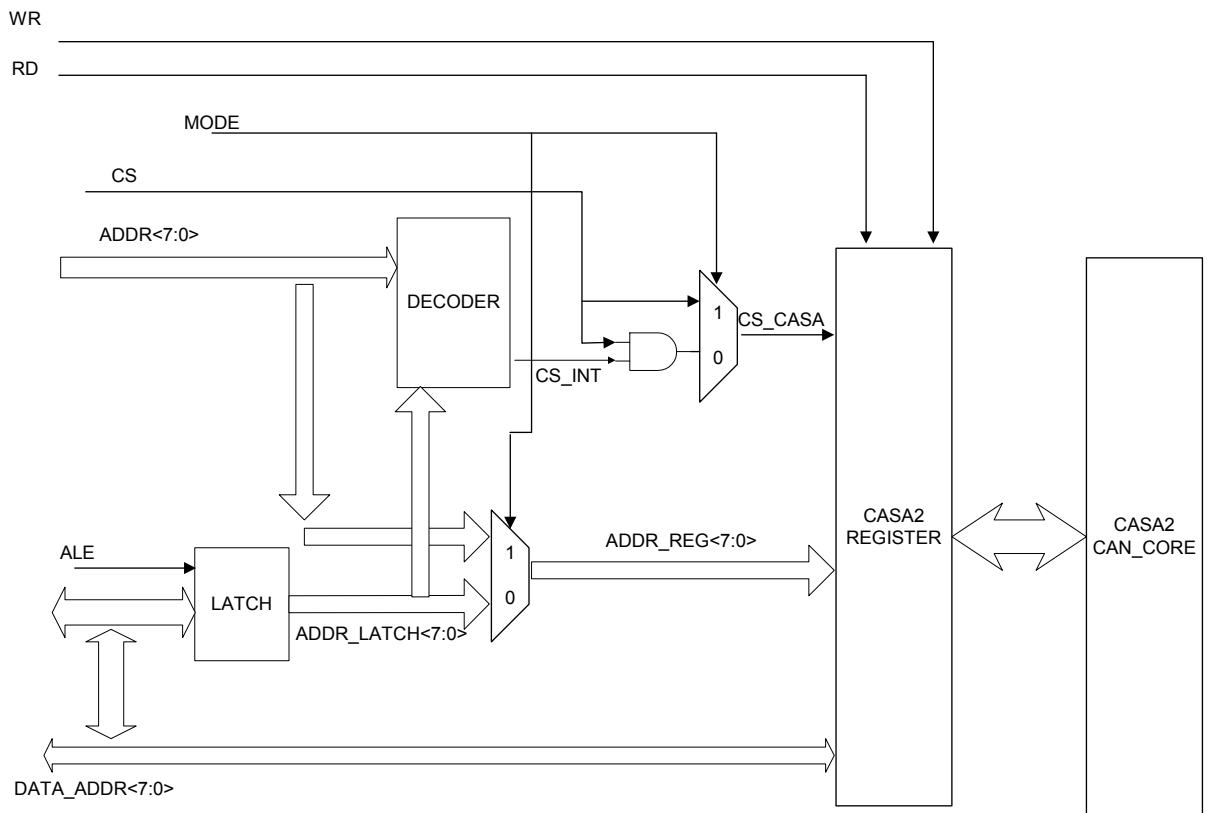 WR
RD
MODE
CS
ADDR<7:0>
DECODER
1
0
CS_CASA
CS_INT
CASA2
REGISTER
CASA2
CAN_CORE
ALE
LATCH
ADDR_LATCH<7:0>
1
0
ADDR_REG<7:0>
DATA_ADDR<7:0>